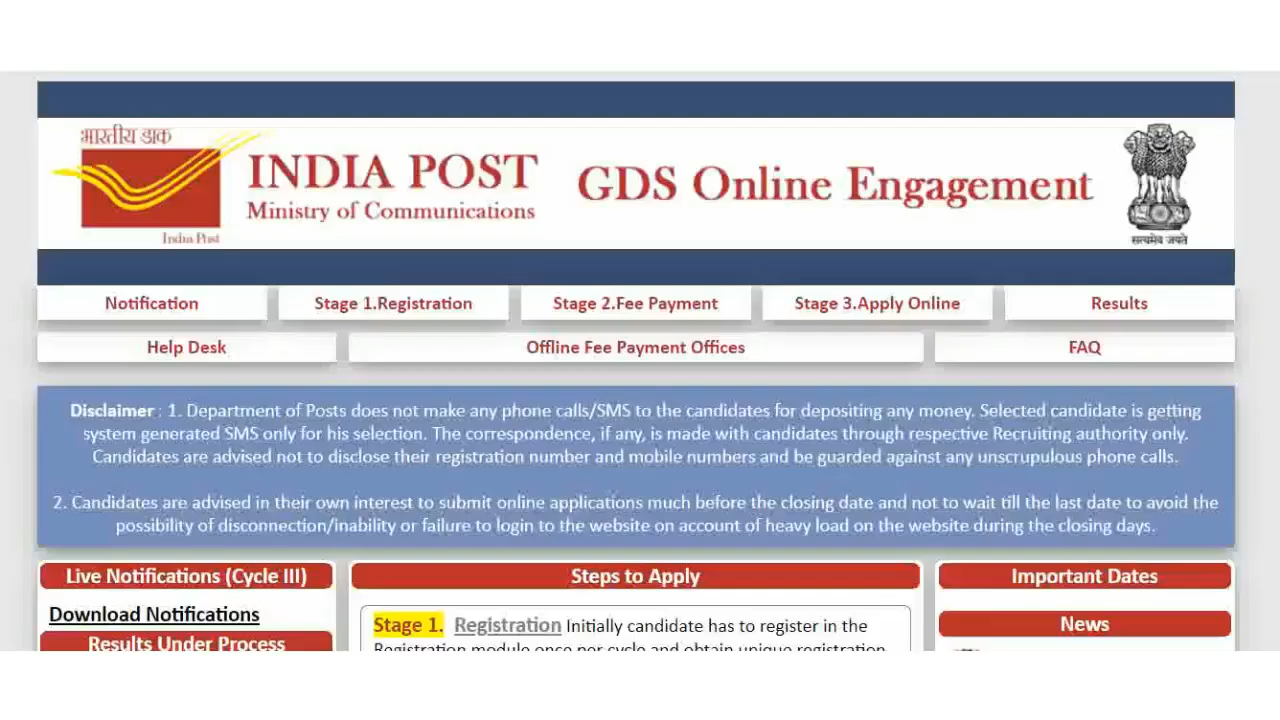 भारतीय डाक
INDIA POST
Ministry of Communications
India Post
GDS Online Engagement
सत्यमेव जयते
Notification
Stage 1.Registration
Stage 2.Fee Payment
Stage 3.Apply Online
Results
Help Desk
Offline Fee Payment Offices
FAQ
Disclaimer : 1. Department of Posts does not make any phone calls/SMS to the candidates for depositing any money. Selected candidate is getting
system generated SMS only for his selection. The correspondence, if any, is made with candidates through respective Recruiting authority only.
Candidates are advised not to disclose their registration number and mobile numbers and be guarded against any unscrupulous phone calls.
2. Candidates are advised in their own interest to submit online applications much before the closing date and not to wait till the last date to avoid the
possibility of disconnection/inability or failure to login to the website on account of heavy load on the website during the closing days.
Live Notifications (Cycle III)
Download Notifications
Results Under Process
Steps to Apply
Stage 1. Registration Initially candidate has to register in the
Registration module once per cycle and obtain unique registration
Important Dates
News